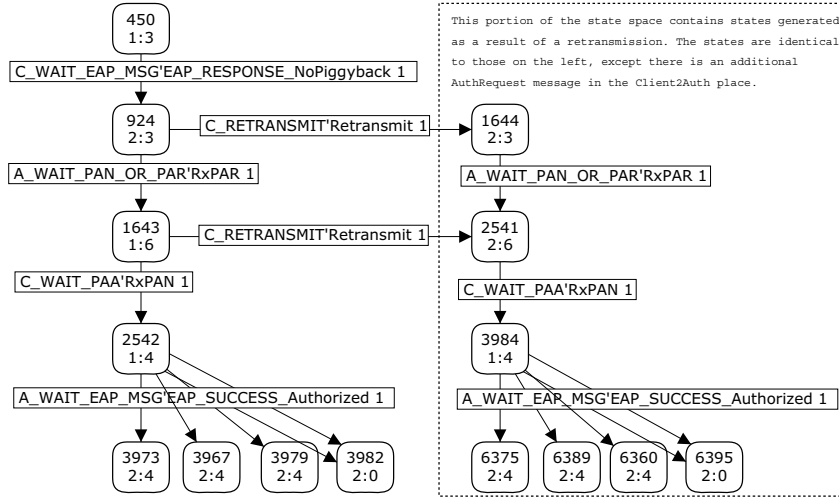 450
1:3
This portion of the state space contains states generated
as a result of a retransmission. The states are identical
to those on the left, except there is an additional
AuthRequest message in the Client2Auth place.
C_WAIT_EAP_MSG'EAP_RESPONSE_NoPiggyback 1
924
2:3
C_RETRANSMIT'Retransmit 1
1644
2:3
A_WAIT_PAN_OR_PAR'RxPAR 1
A_WAIT_PAN_OR_PAR'RxPAR 1
1643
1:6
C_RETRANSMIT'Retransmit 1
2541
2:6
C_WAIT_PAA'RxPAN 1
C_WAIT_PAA'RxPAN 1
2542
1:4
3984
1:4
A_WAIT_EAP_MSG'EAP_SUCCESS_Authorized 1
A_WAIT_EAP_MSG'EAP_SUCCESS_Authorized 1
3973
2:4
3967
2:4
3979
2:4
3982
2:0
6375
2:4
6389
2:4
6360
2:4
6395
2:0